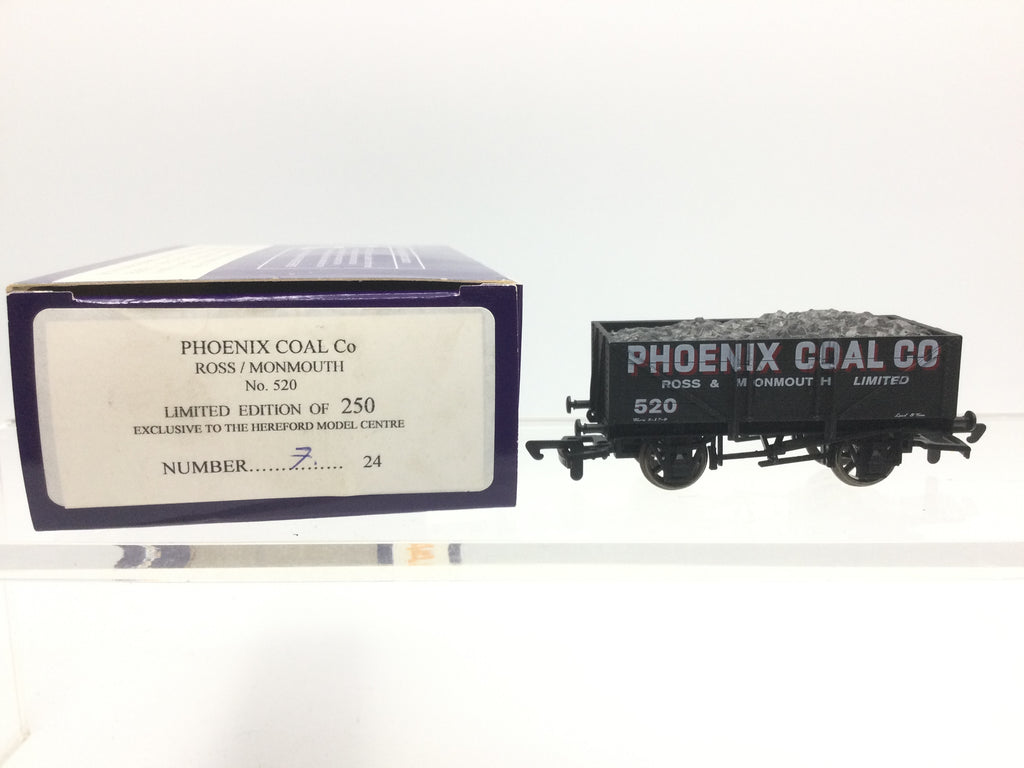 PHOENIX COAL Co
ROSS / MONMOUTH
No. 520
LIMITED EDITION OF 250
EXCLUSIVE TO THE HEREFORD MODEL CENTRE
NUMBER......7....... 24
PHOENIX COAL CO
ROSS & MONMOUTH LIMITED
520